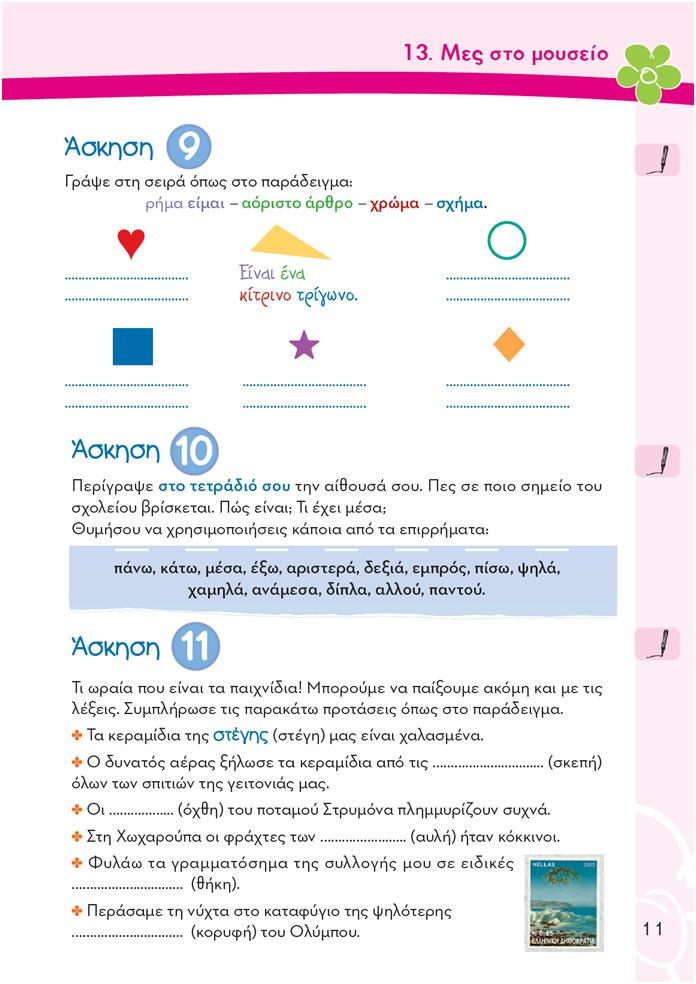 13. Μες στο μουσείο
Άσκηση 9
Γράψε στη σειρά όπως στο παράδειγμα:
ρήμα είμαι – αόριστο άρθρο – χρώμα – σχήμα.
Είναι ένα
κίτρινο τρίγωνο.
Άσκηση 10
Περίγραψε στο τετράδιό σου την αίθουσά σου. Πες σε ποιο σημείο του
σχολείου βρίσκεται. Πώς είναι; Τι έχει μέσα;
Θυμήσου να χρησιμοποιήσεις κάποια από τα επιρρήματα:
πάνω, κάτω, μέσα, έξω, αριστερά, δεξιά, εμπρός, πίσω, ψηλά,
χαμηλά, ανάμεσα, δίπλα, αλλού, παντού.
Άσκηση 11
Τι ωραία που είναι τα παιχνίδια! Μπορούμε να παίξουμε ακόμη και με τις
λέξεις. Συμπλήρωσε τις παρακάτω προτάσεις όπως στο παράδειγμα.
Τα κεραμίδια της στέγης (στέγη) μας είναι χαλασμένα.
Ο δυνατός αέρας ξήλωσε τα κεραμίδια από τις ............................... (σκεπή)
όλων των σπιτιών της γειτονιάς μας.
Οι .................. (όχθη) του ποταμού Στρυμόνα πλημμυρίζουν συχνά.
Στη Χωχαρούπα οι φράχτες των ........................ (αυλή) ήταν κόκκινοι.
Φυλάω τα γραμματόσημα της συλλογής μου σε ειδικές
............................... (θήκη).
HELLAS 2003
€ 0,65
ΕΛΛΗΝΙΚΗ ΔΗΜΟΚΡΑΤΙΑ
Περάσαμε τη νύχτα στο καταφύγιο της ψηλότερης
............................... (κορυφή) του Ολύμπου.
11